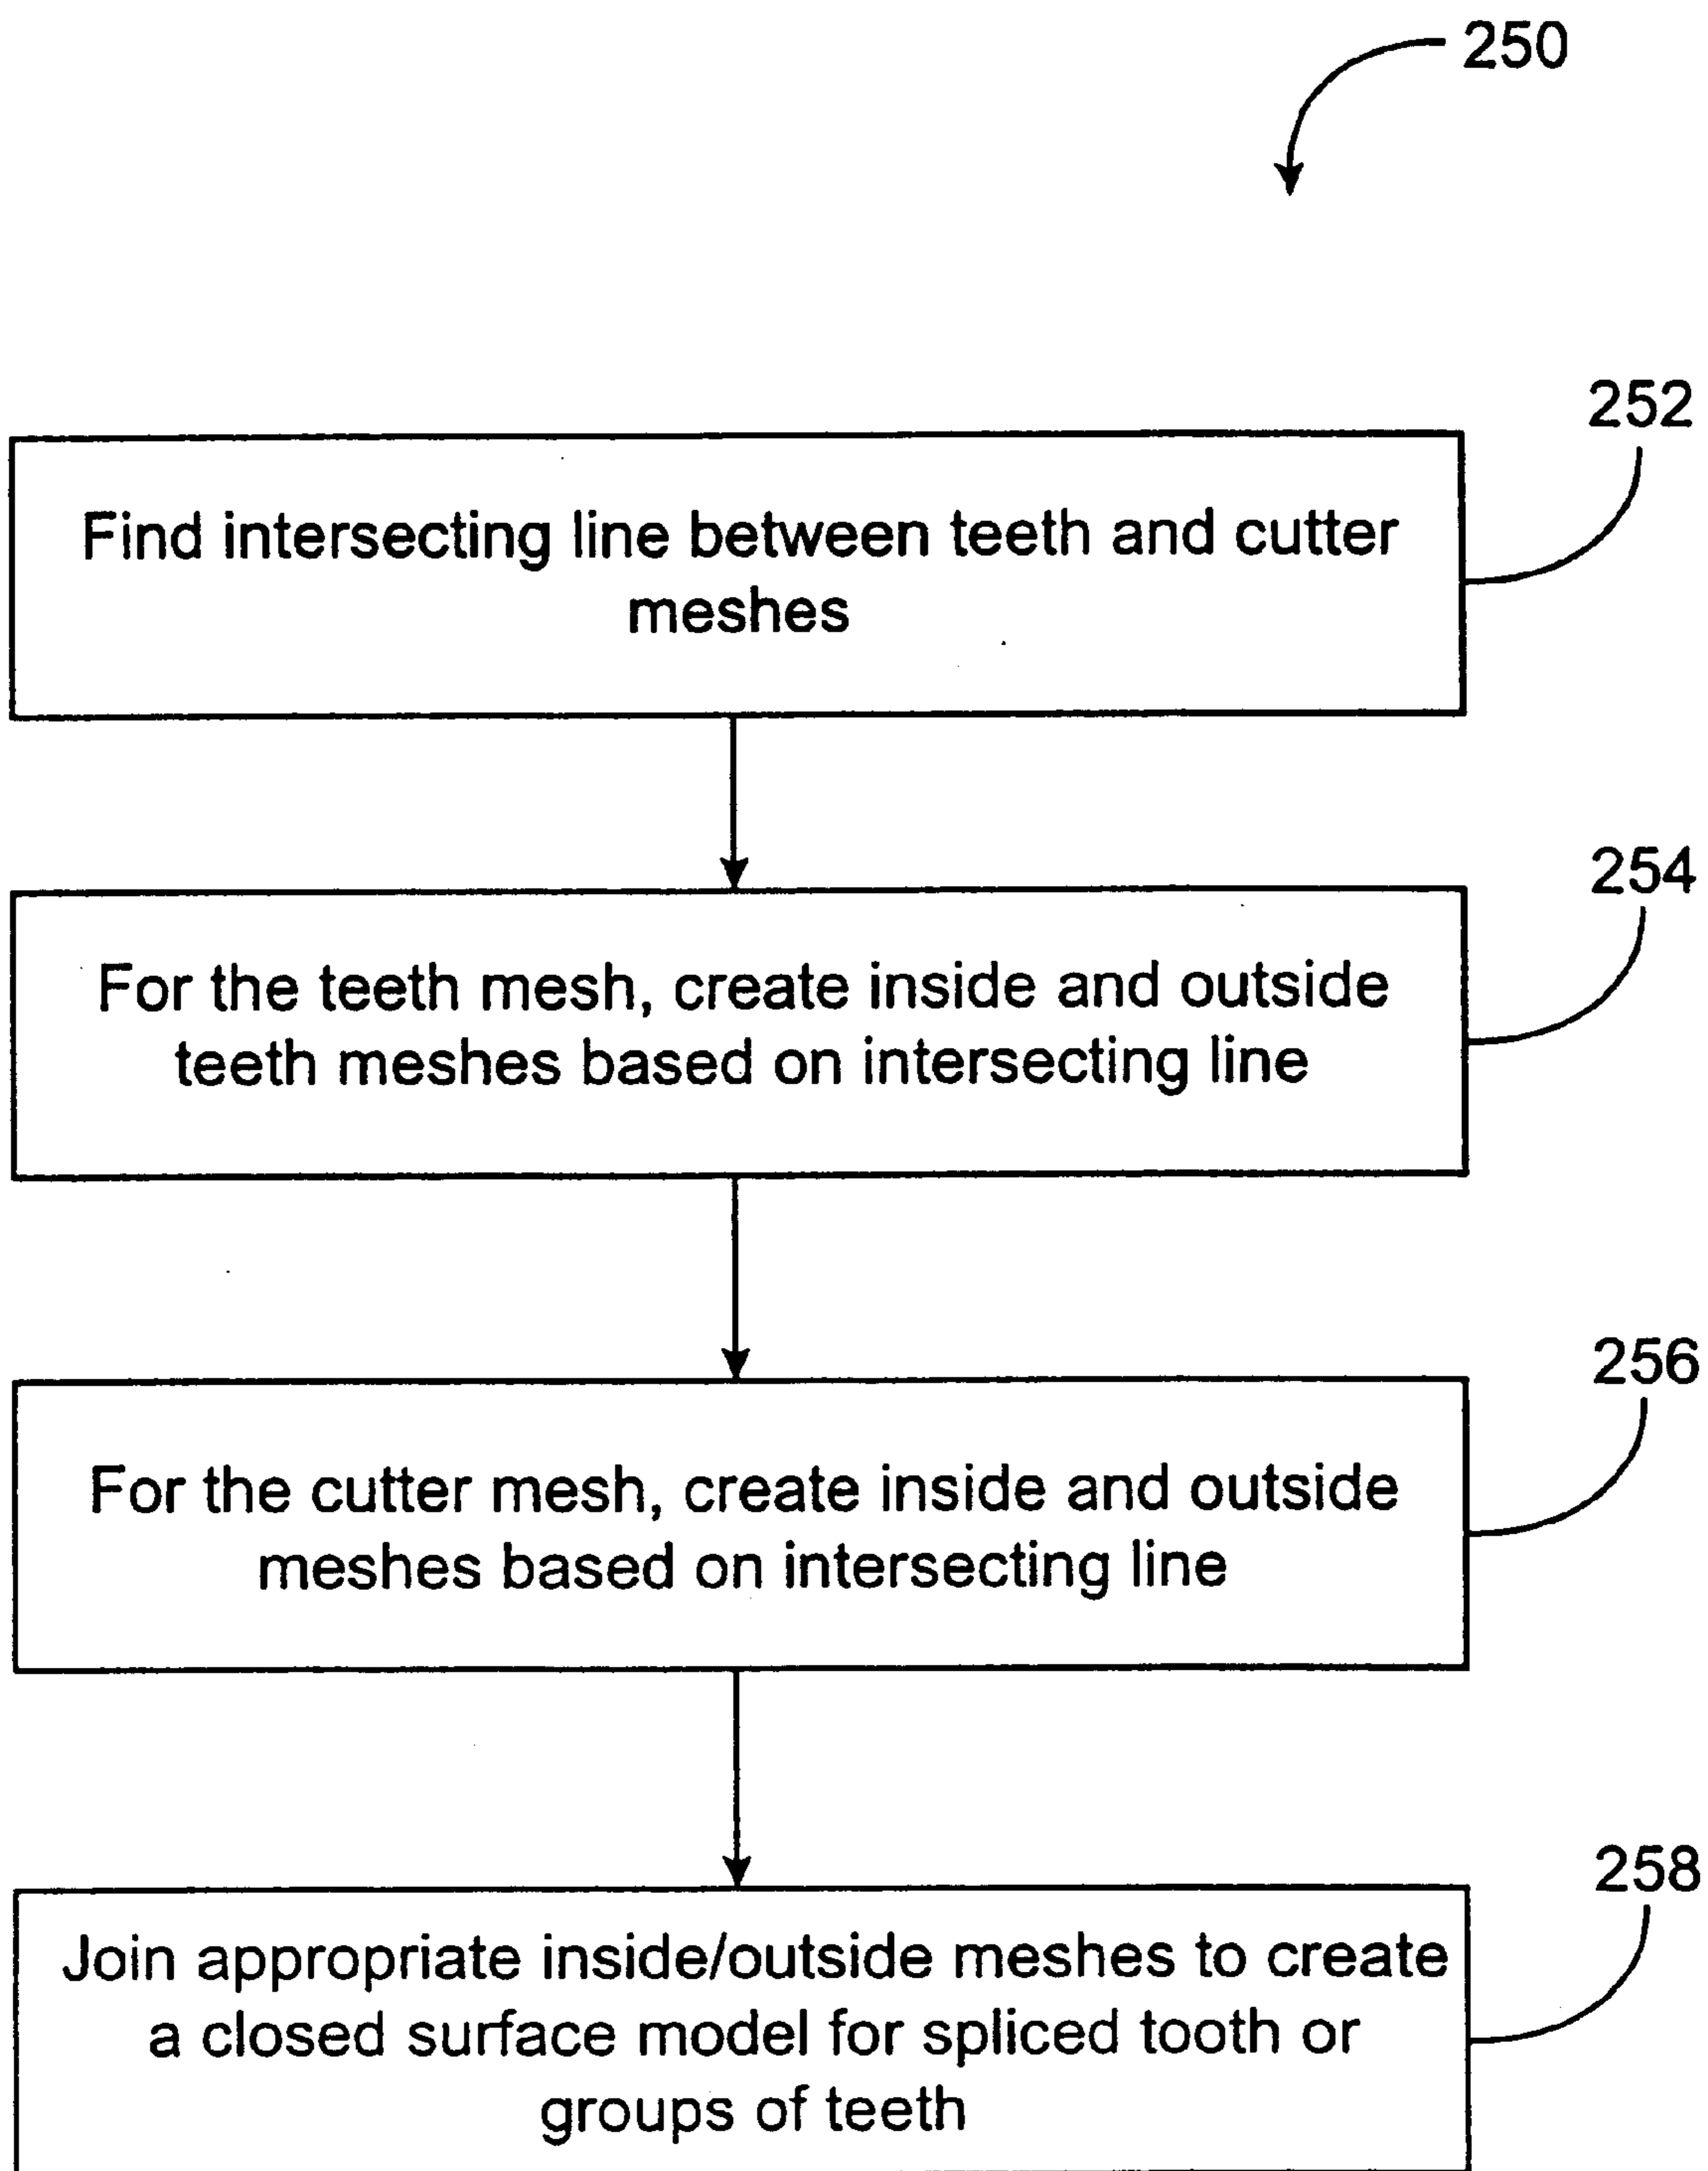 250
252
Find intersecting line between teeth and cutter
meshes
254
For the teeth mesh, create inside and outside
teeth meshes based on intersecting line
256
For the cutter mesh, create inside and outside
meshes based on intersecting line
258
Join appropriate inside/outside meshes to create
a closed surface model for spliced tooth or
groups of teeth